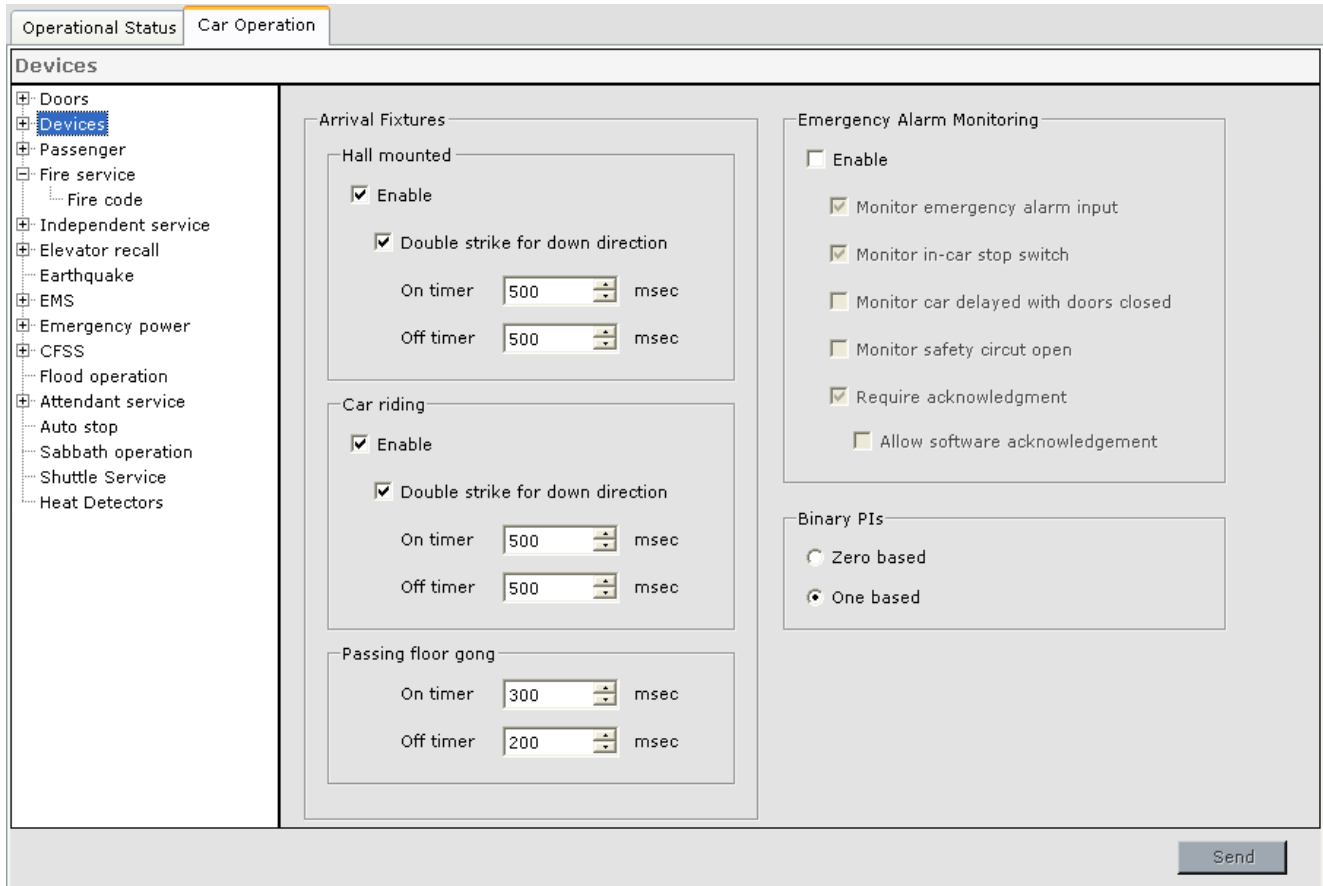 Operational Status
Car Operation
Devices
Doors
Devices
Passenger
Fire service
Fire code
Independent service
Elevator recall
Earthquake
EMS
Emergency power
CFSS
Flood operation
Attendant service
Auto stop
Sabbath operation
Shuttle Service
Heat Detectors
Arrival Fixtures
Hall mounted
Enable
Double strike for down direction
On timer 500 msec
Off timer 500 msec
Car riding
Enable
Double strike for down direction
On timer 500 msec
Off timer 500 msec
Passing floor gong
On timer 300 msec
Off timer 200 msec
Emergency Alarm Monitoring
Enable
Monitor emergency alarm input
Monitor in-car stop switch
Monitor car delayed with doors closed
Monitor safety circut open
Require acknowledgment
Allow software acknowledgement
Binary PIs
Zero based
One based
Send